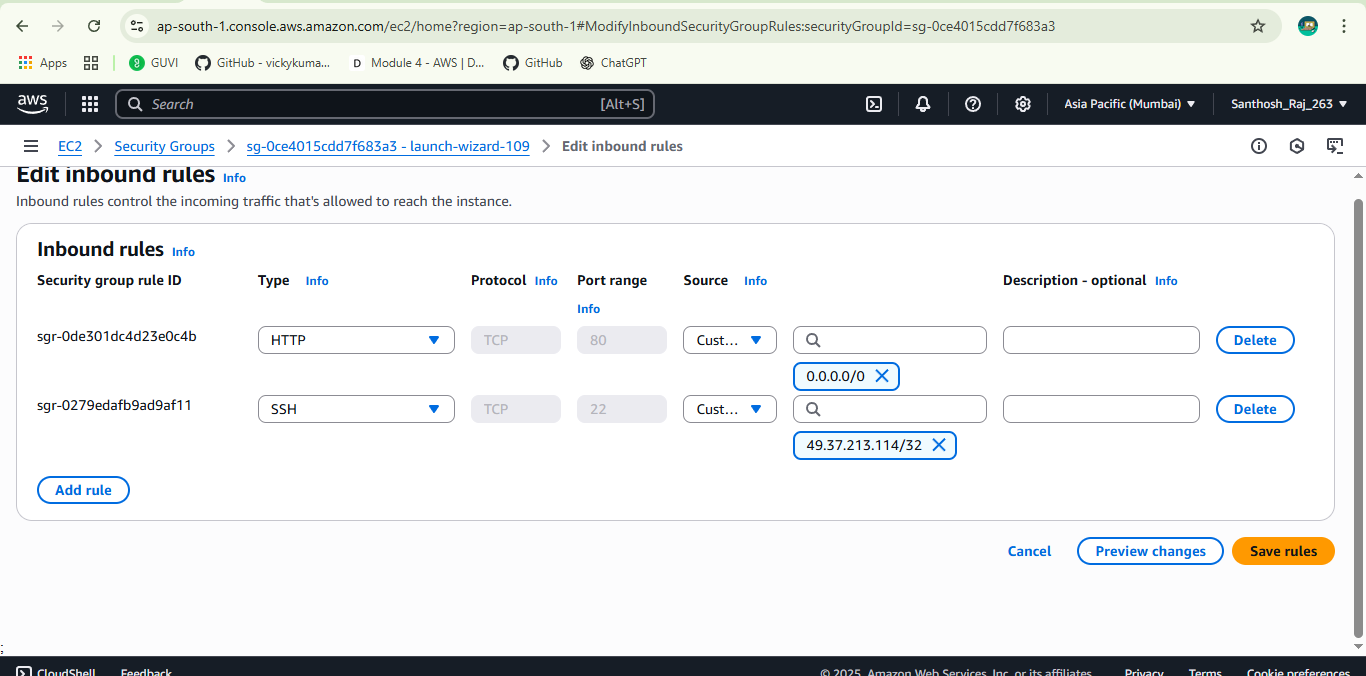 ap-south-1.console.aws.amazon.com/ec2/home?region=ap-south-1#ModifyInboundSecurityGroupRules:securityGroupId=sg-0ce4015cdd7f683a3
Apps GUVI GitHub - vickykuma... D Module 4 - AWS | D... GitHub ChatGPT
aws Search [Alt+S] Asia Pacific (Mumbai) Santhosh_Raj_263
EC2 Security Groups sg-0ce4015cdd7f683a3 - launch-wizard-109 Edit inbound rules
Edit inbound rules Info
Inbound rules control the incoming traffic that's allowed to reach the instance.
Inbound rules Info
Security group rule ID Type Info Protocol Info Port range Source Info Description - optional Info
Info
sgr-0de301dc4d23e0c4b HTTP TCP 80 Cust... Delete
0.0.0.0/0
sgr-0279edafb9ad9af11 SSH TCP 22 Cust... Delete
49.37.213.114/32
Add rule
Cancel Preview changes Save rules
;
CloudShell Feedback © 2025, Amazon Web Services, Inc. or its affiliates. Privacy Terms Cookie preferences